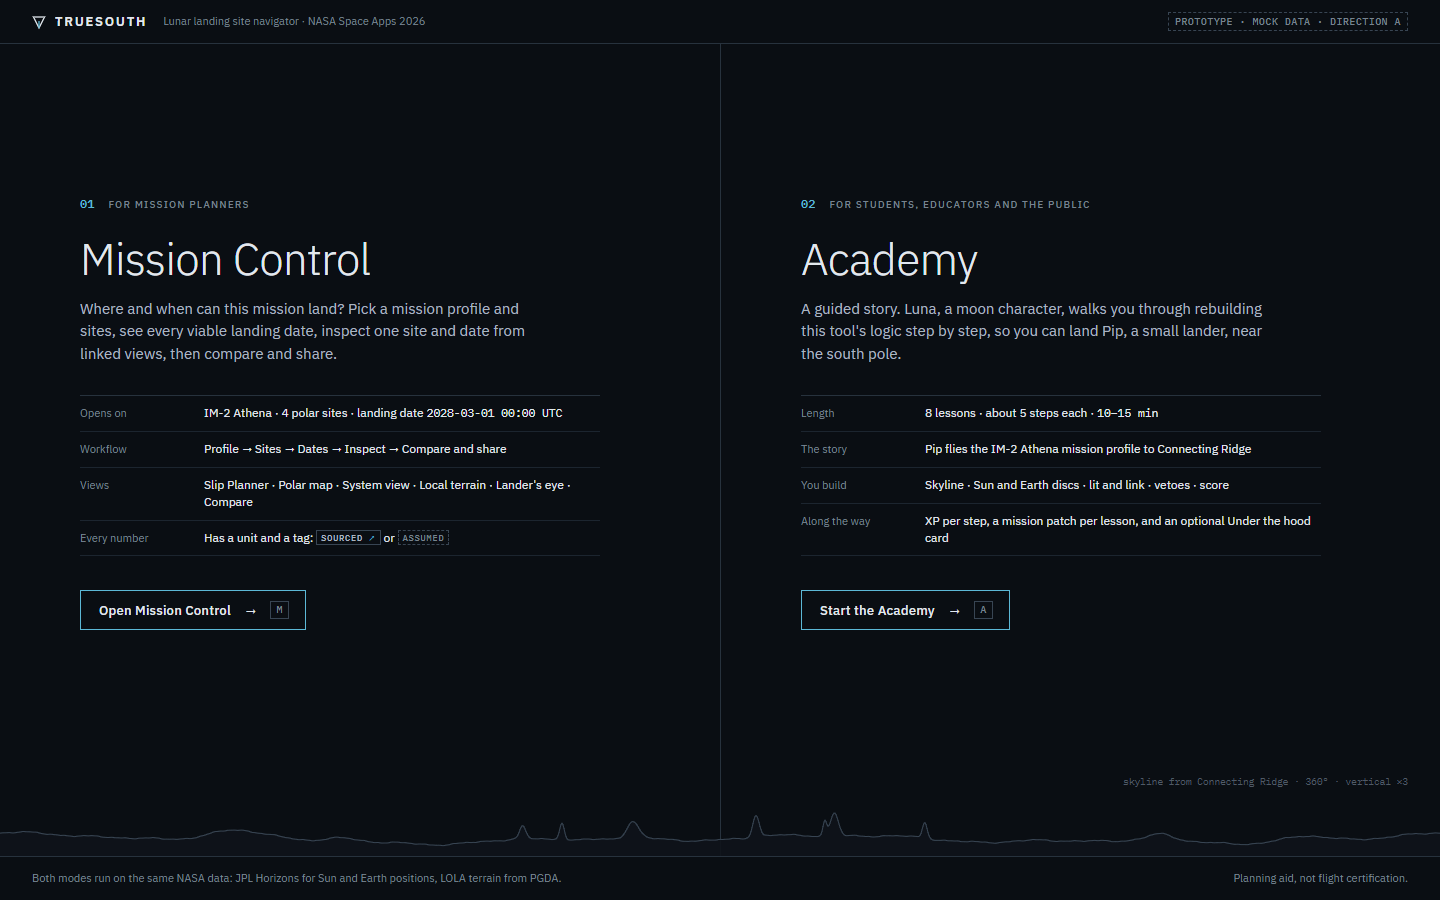 TRUESOUTH
Lunar landing site navigator · NASA Space Apps 2026
PROTOTYPE · MOCK DATA · DIRECTION A
01 FOR MISSION PLANNERS
Mission Control
Where and when can this mission land? Pick a mission profile and
sites, see every viable landing date, inspect one site and date from
linked views, then compare and share.
Opens on
IM-2 Athena · 4 polar sites · landing date 2028-03-01 00:00 UTC
Workflow
Profile → Sites → Dates → Inspect → Compare and share
Views
Slip Planner · Polar map · System view · Local terrain · Lander's eye ·
Compare
Every number
Has a unit and a tag: SOURCED ↗ or ASSUMED
Open Mission Control → M
02 FOR STUDENTS, EDUCATORS AND THE PUBLIC
Academy
A guided story. Luna, a moon character, walks you through rebuilding
this tool's logic step by step, so you can land Pip, a small lander, near
the south pole.
Length
8 lessons · about 5 steps each · 10–15 min
The story
Pip flies the IM-2 Athena mission profile to Connecting Ridge
You build
Skyline · Sun and Earth discs · lit and link · vetoes · score
Along the way
XP per step, a mission patch per lesson, and an optional Under the hood
card
Start the Academy → A
skyline from Connecting Ridge · 360° · vertical ×3
Both modes run on the same NASA data: JPL Horizons for Sun and Earth positions, LOLA terrain from PGDA.
Planning aid, not flight certification.